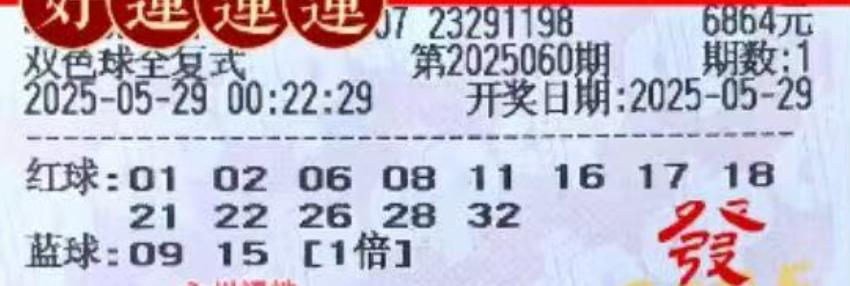 好運運運
07 23291198 6864元
双色球全复式 第2025060期 期数:1
2025-05-29 00:22:29 开奖日期:2025-05-29
红球:01 02 06 08 11 16 17 18
21 22 26 28 32
蓝球:09 15 [1倍]
發